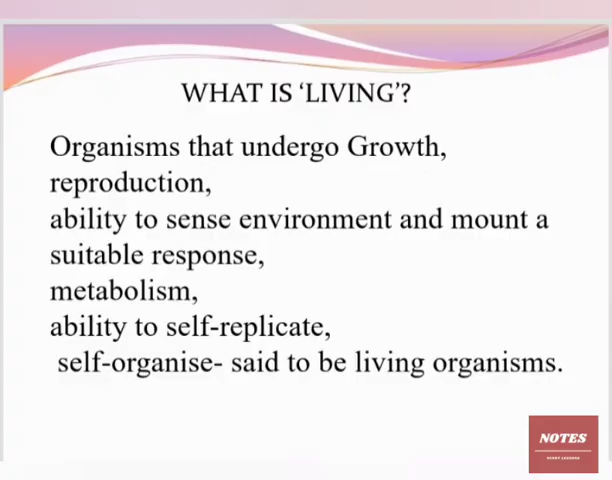 WHAT IS ‘LIVING’?
Organisms that undergo Growth,
reproduction,
ability to sense environment and mount a
suitable response,
metabolism,
ability to self-replicate,
self-organise- said to be living organisms.
NOTES